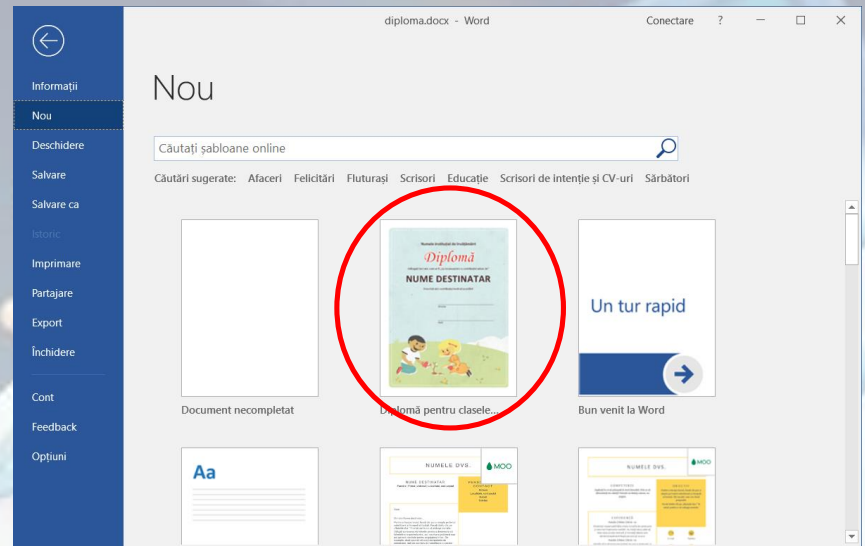 diploma.docx - Word
Conectare
?
Informații
Nou
Deschidere
Salvare
Salvare ca
Istoric
Imprimare
Partajare
Export
Închidere
Cont
Feedback
Opțiuni
Nou
Căutați șabloane online
Căutări sugerate: Afaceri Felicitări Fluturași Scrisori Educație Scrisori de intenție și CV-uri Sărbători
Diplomă
NUME DESTINATAR
Un tur rapid
Document necompletat
Diplomă pentru clasele...
Bun venit la Word
Aa
NUMELE DVS.
MOO
NUMELE DVS.
MOO